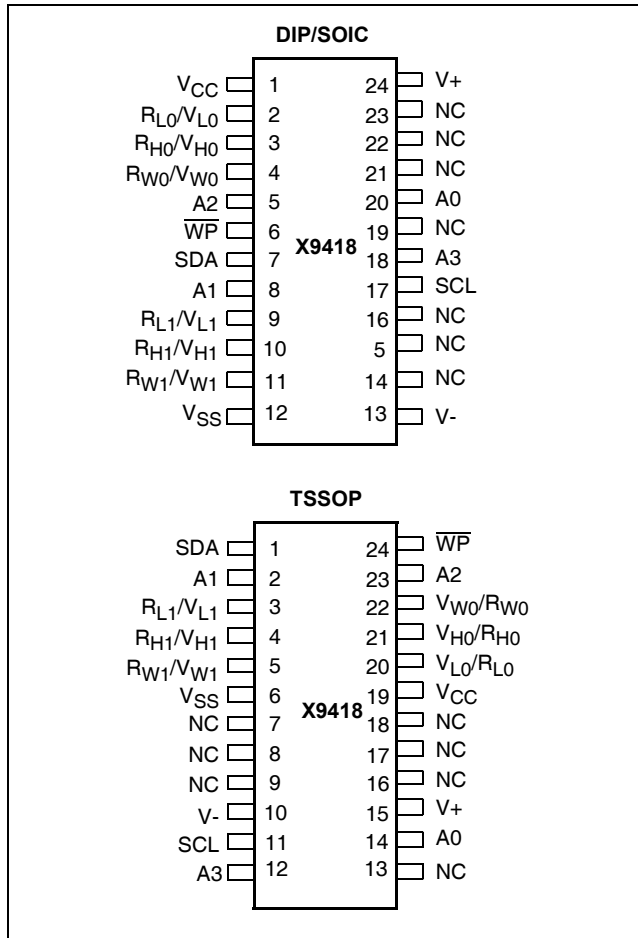 DIP/SOIC
VCC 1 24 V+
RL0/VL0 2 23 NC
RH0/VH0 3 22 NC
RW0/VW0 4 21 NC
A2 5 20 A0
WP 6 19 NC
X9418
SDA 7 18 A3
A1 8 17 SCL
RL1/VL1 9 16 NC
RH1/VH1 10 5 NC
RW1/VW1 11 14 NC
VSS 12 13 V-
TSSOP
SDA 1 24 WP
A1 2 23 A2
RL1/VL1 3 22 VW0/RW0
RH1/VH1 4 21 VH0/RH0
RW1/VW1 5 20 VL0/RL0
VSS 6 19 VCC
X9418
NC 7 18 NC
NC 8 17 NC
NC 9 16 NC
V- 10 15 V+
SCL 11 14 A0
A3 12 13 NC